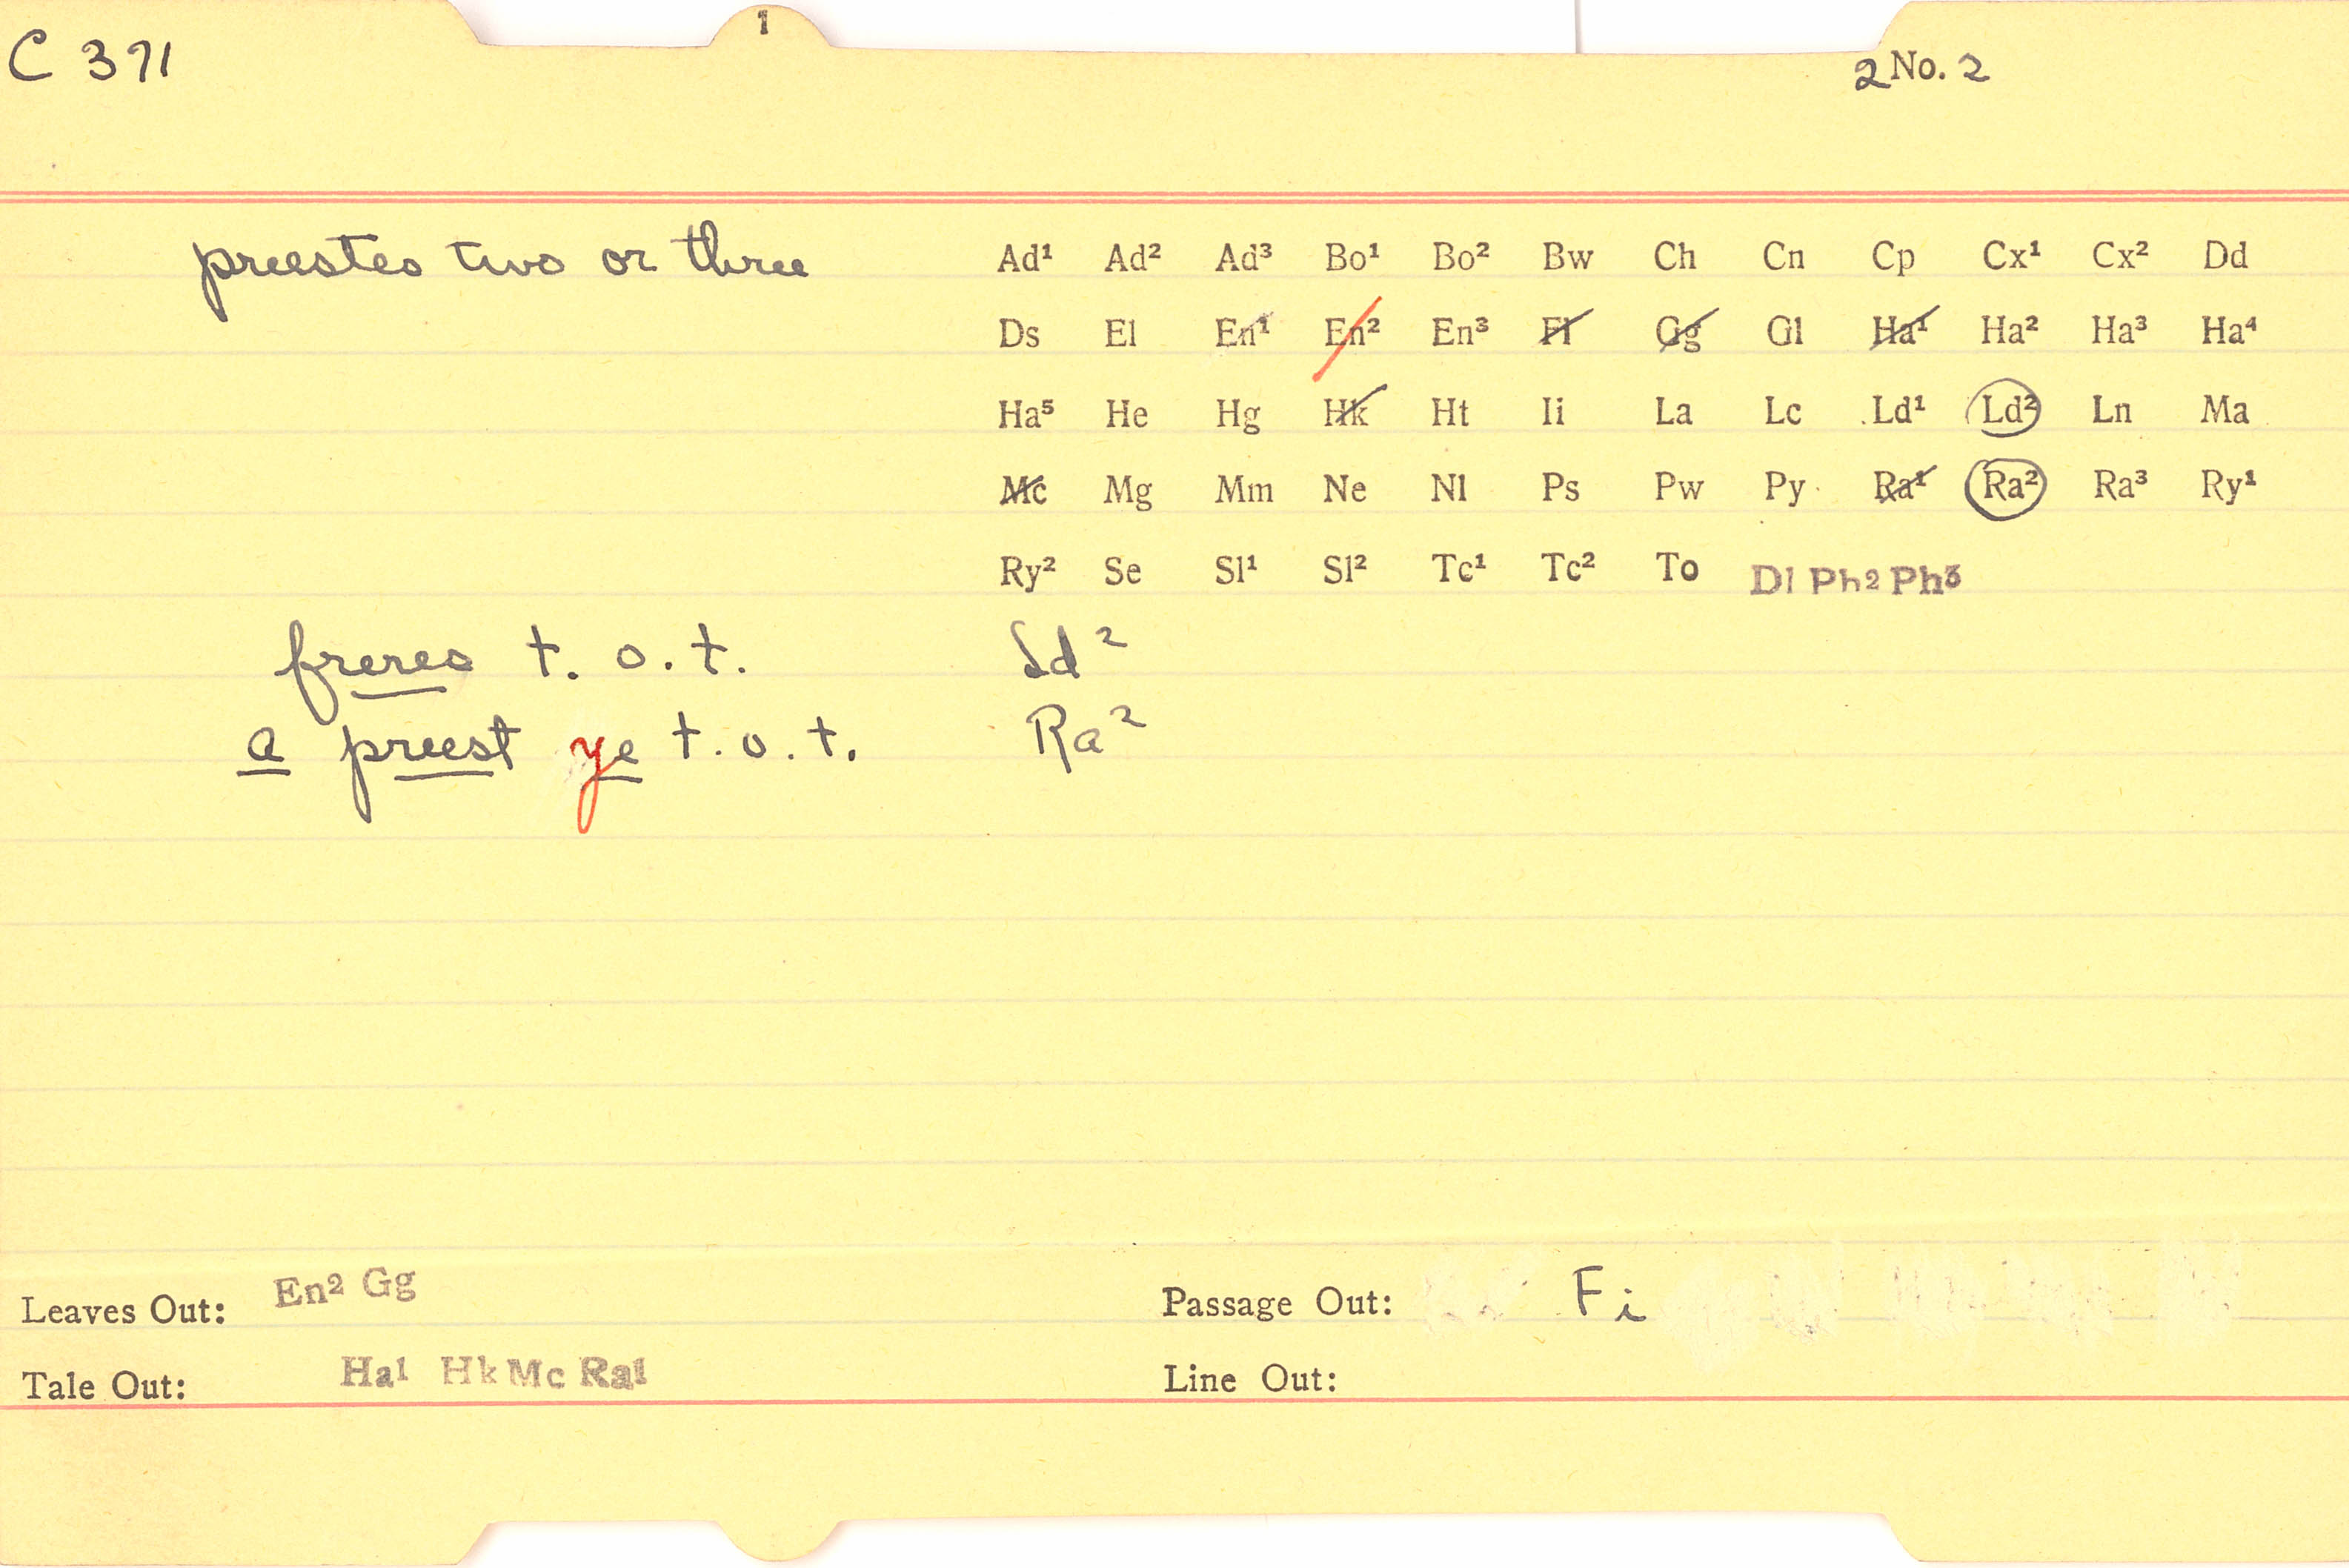 1
C 371
2 No. 2
preestes two or three
Ad¹ Ad² Ad³ Bo¹ Bo² Bw Ch Cn Cp Cx¹ Cx² Dd
Ds El En¹ En² En³ Fi Gg Gl Ha¹ Ha² Ha³ Ha⁴
Ha⁵ He Hg Hk Ht Ii La Lc Ld¹ Ld² Ln Ma
Mc Mg Mm Ne Nl Ps Pw Py Ra¹ Ra² Ra³ Ry¹
Ry² Se Sl¹ Sl² Tc¹ Tc² To Dl Ph2 Ph3
freres t. o. t. Ld²
a preest ye t. o. t. Ra²
Leaves Out: En² Gg Passage Out: Fi
Tale Out: Ha1 Hk Mc Ra1 Line Out: